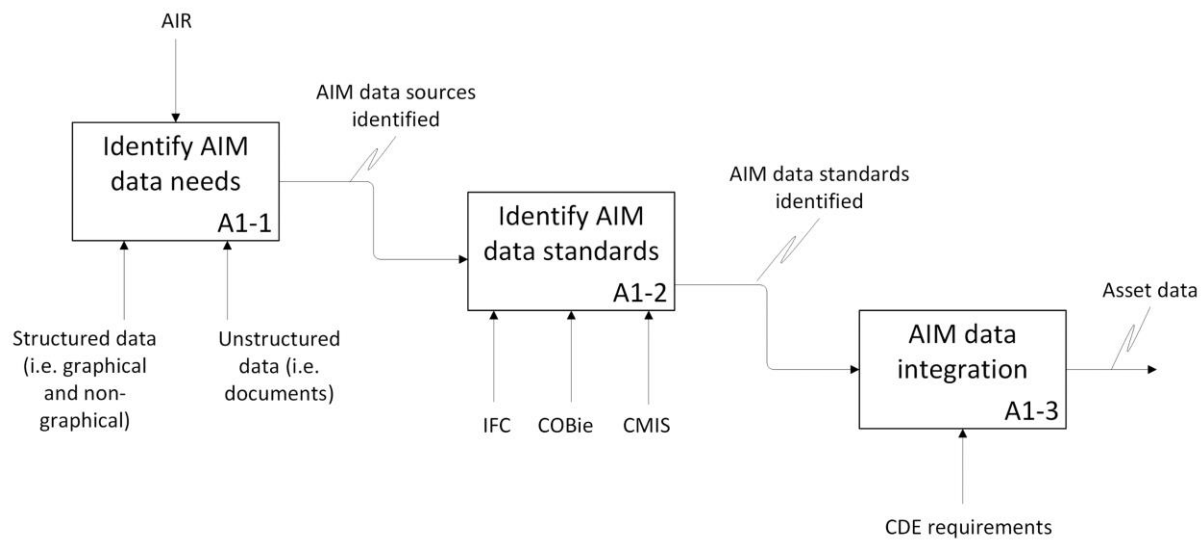 AIR
Identify AIM
data needs
A1-1
AIM data sources
identified
Structured data
(i.e. graphical
and non-
graphical)
Unstructured
data (i.e.
documents)
Identify AIM
data standards
A1-2
AIM data standards
identified
IFC
COBie
CMIS
AIM data
integration
A1-3
Asset data
CDE requirements